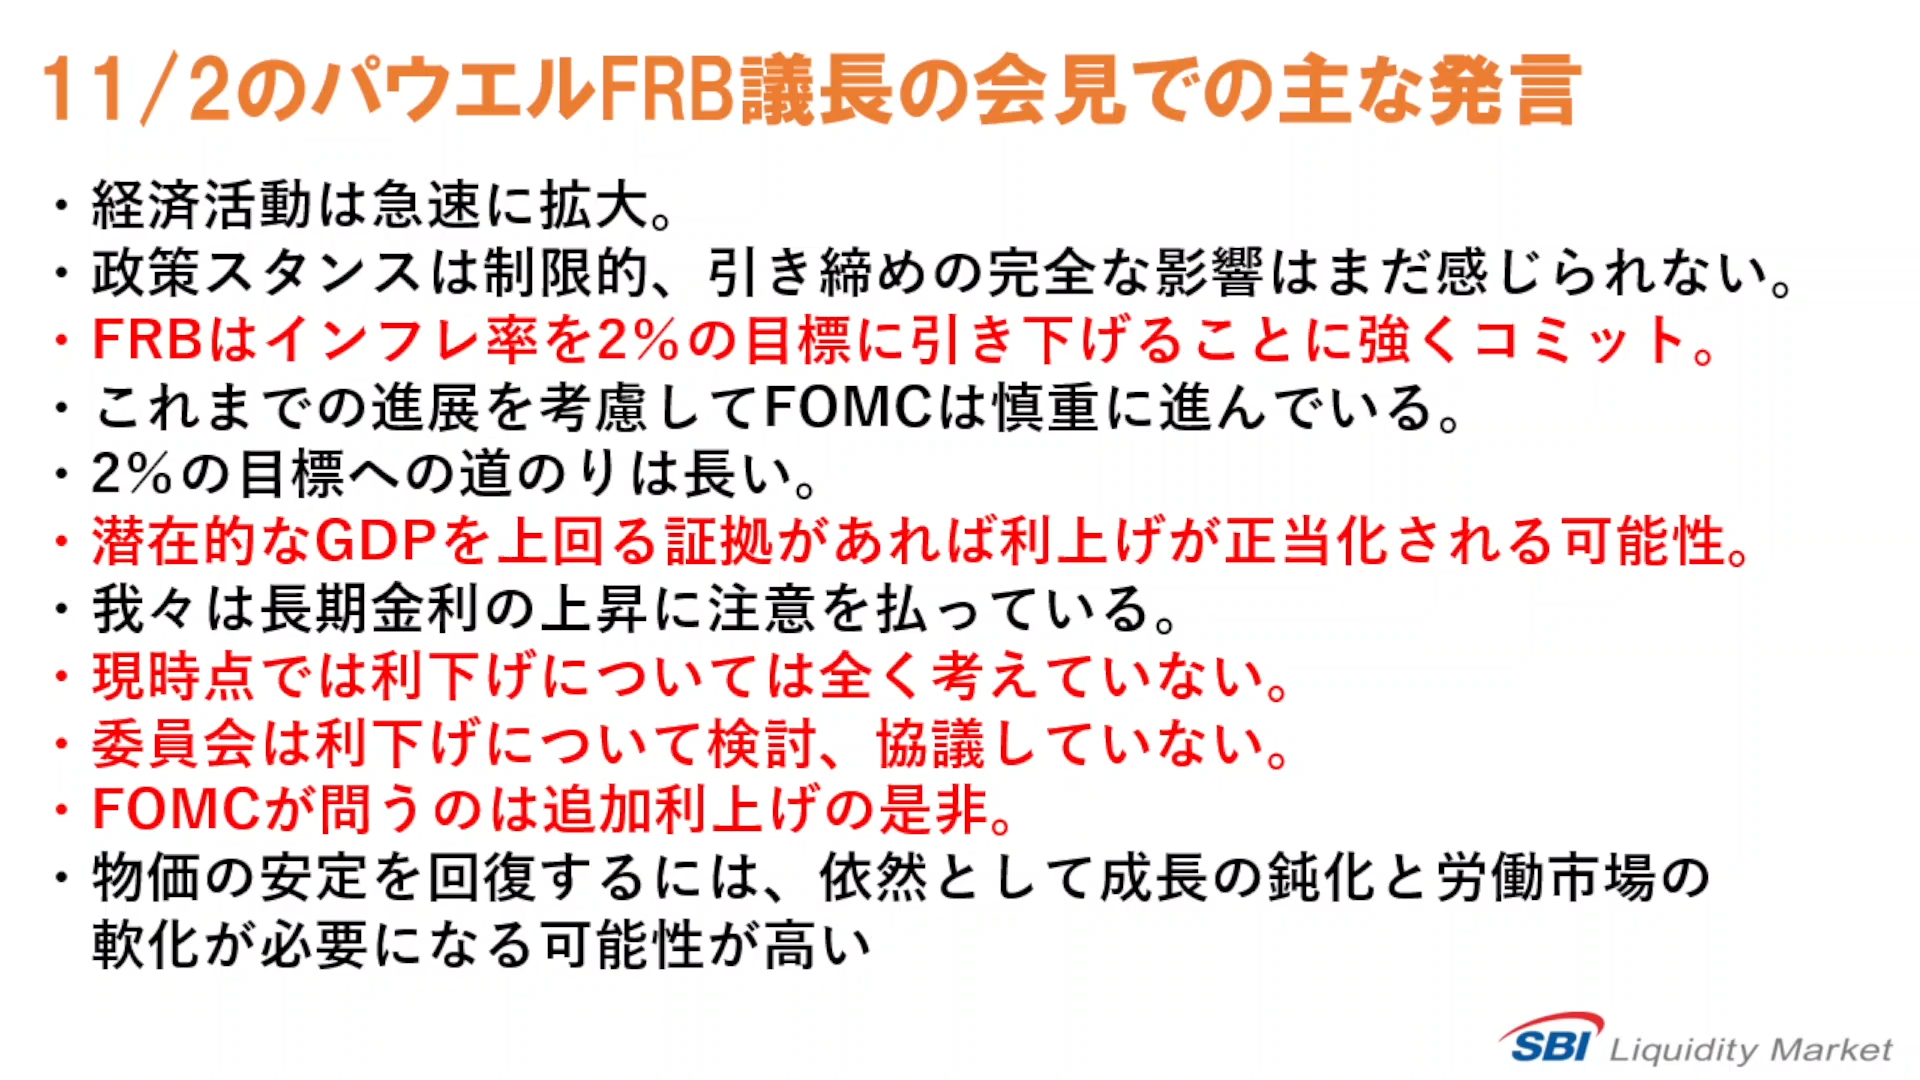 11/2のパウエルFRB議長の会見での主な発言
・経済活動は急速に拡大。
・政策スタンスは制限的、引き締めの完全な影響はまだ感じられない。
・FRBはインフレ率を2％の目標に引き下げることに強くコミット。
・これまでの進展を考慮してFOMCは慎重に進んでいる。
・2％の目標への道のりは長い。
・潜在的なGDPを上回る証拠があれば利上げが正当化される可能性。
・我々は長期金利の上昇に注意を払っている。
・現時点では利下げについては全く考えていない。
・委員会は利下げについて検討、協議していない。
・FOMCが問うのは追加利上げの是非。
・物価の安定を回復するには、依然として成長の鈍化と労働市場の
軟化が必要になる可能性が高い
SBI Liquidity Market